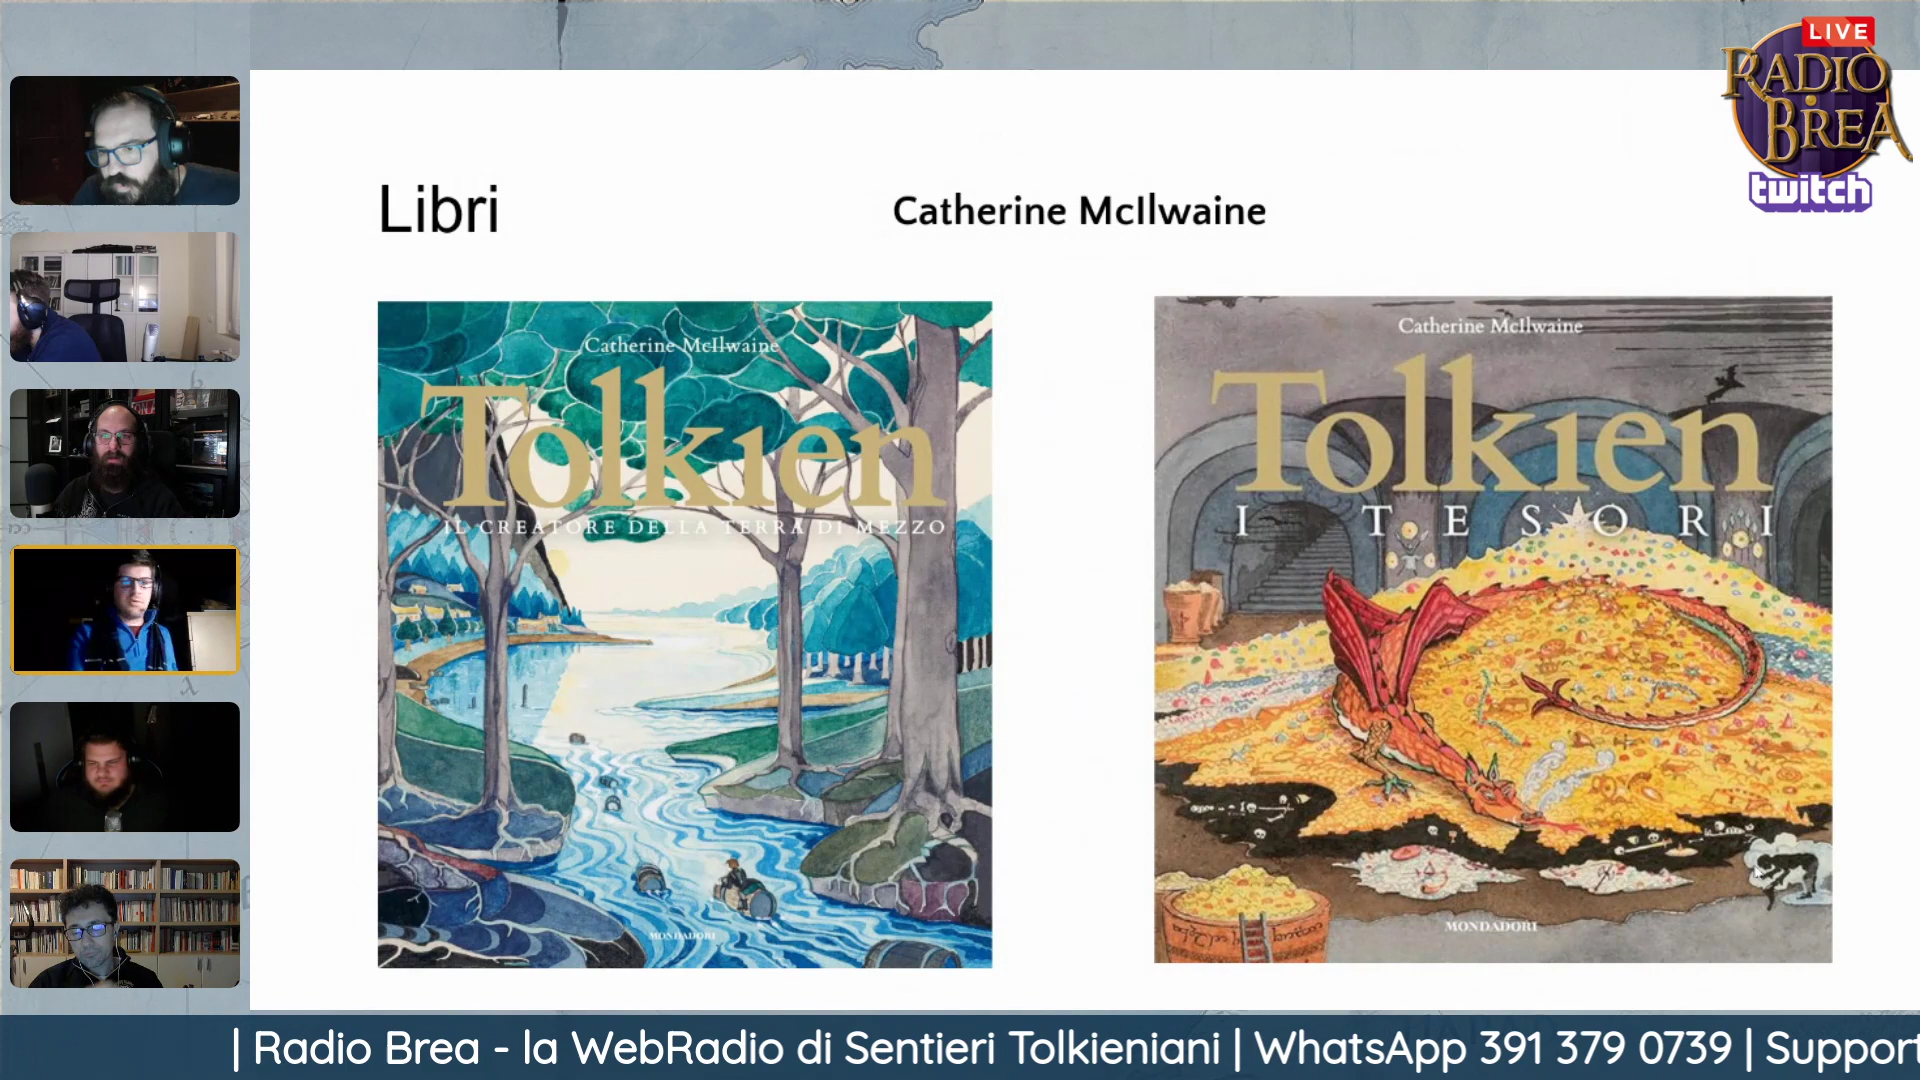 LIVE
RADIO
BREA
twitch
Libri
Catherine McIlwaine
Catherine McIlwaine
Tolkien
IL CREATORE DELLA TERRA DI MEZZO
MONDADORI
Catherine McIlwaine
Tolkien
I TESORI
MONDADORI
| Radio Brea - la WebRadio di Sentieri Tolkieniani | WhatsApp 391 379 0739 | Support